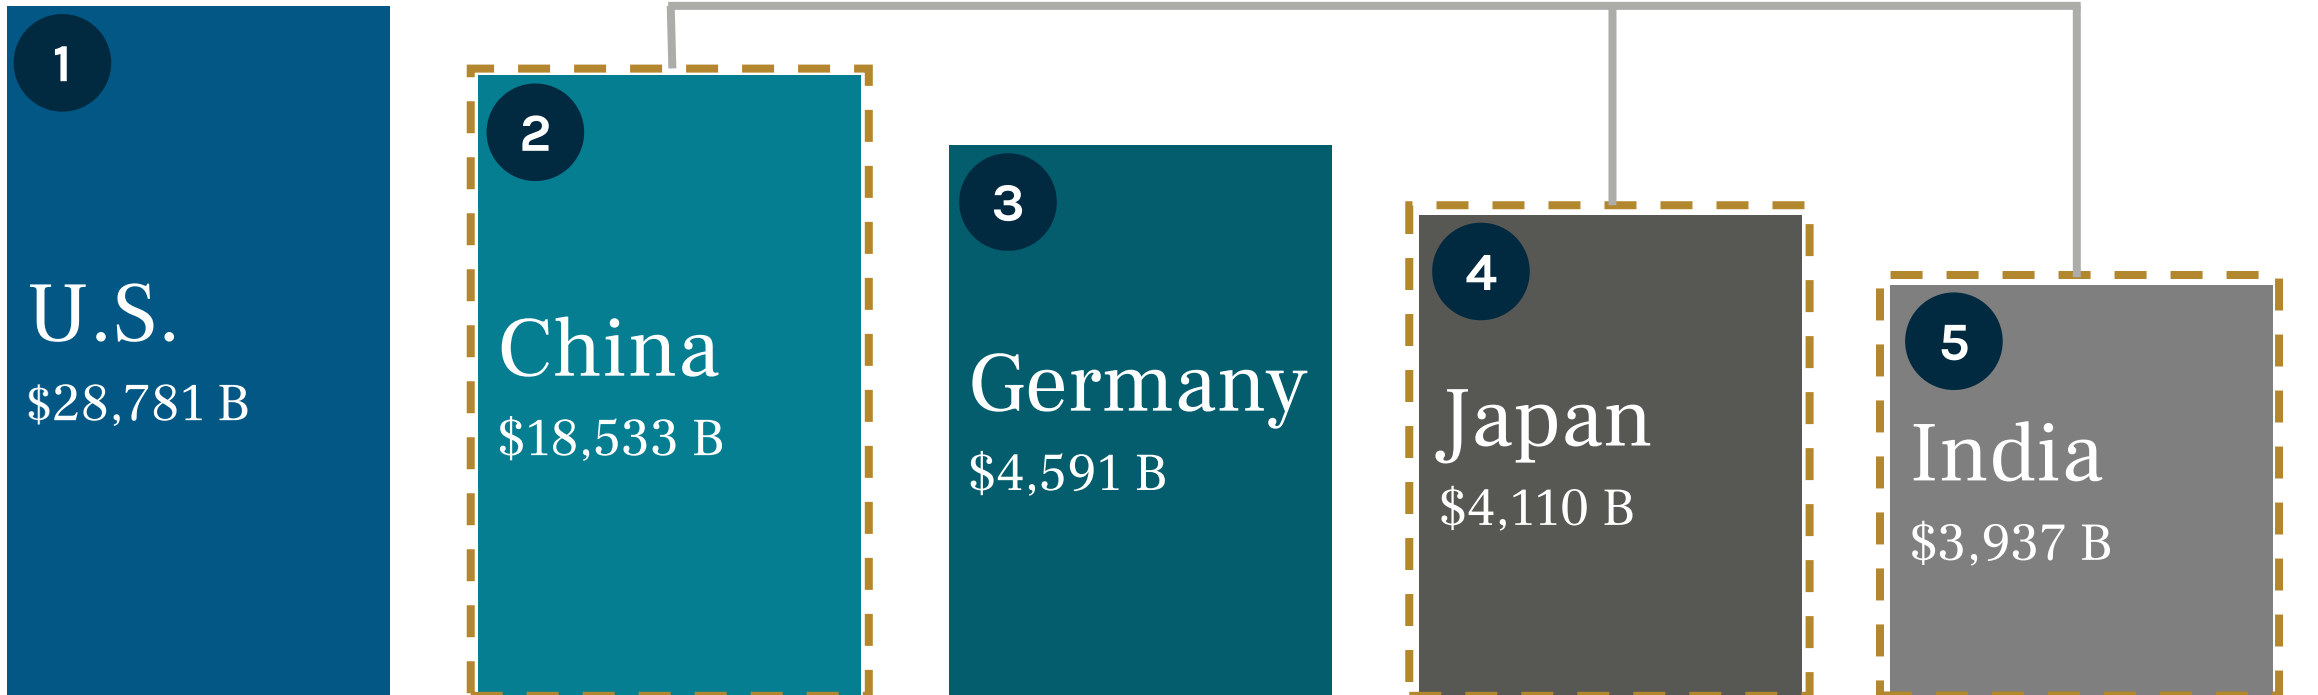 1
U.S.
$28,781 B
2
China
$18,533 B
3
Germany
$4,591 B
4
Japan
$4,110 B
5
India
$3,937 B